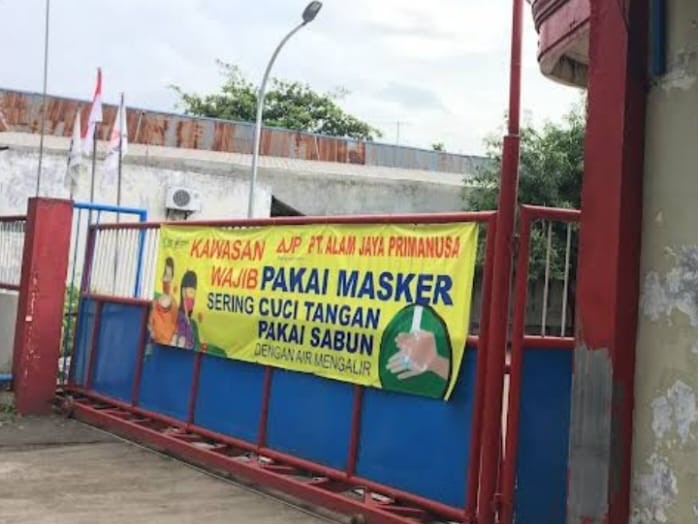 KAWASAN AJP PT. ALAM JAYA PRIMANUSA
WAJIB PAKAI MASKER
SERING CUCI TANGAN
PAKAI SABUN
DENGAN AIR MENGALIR